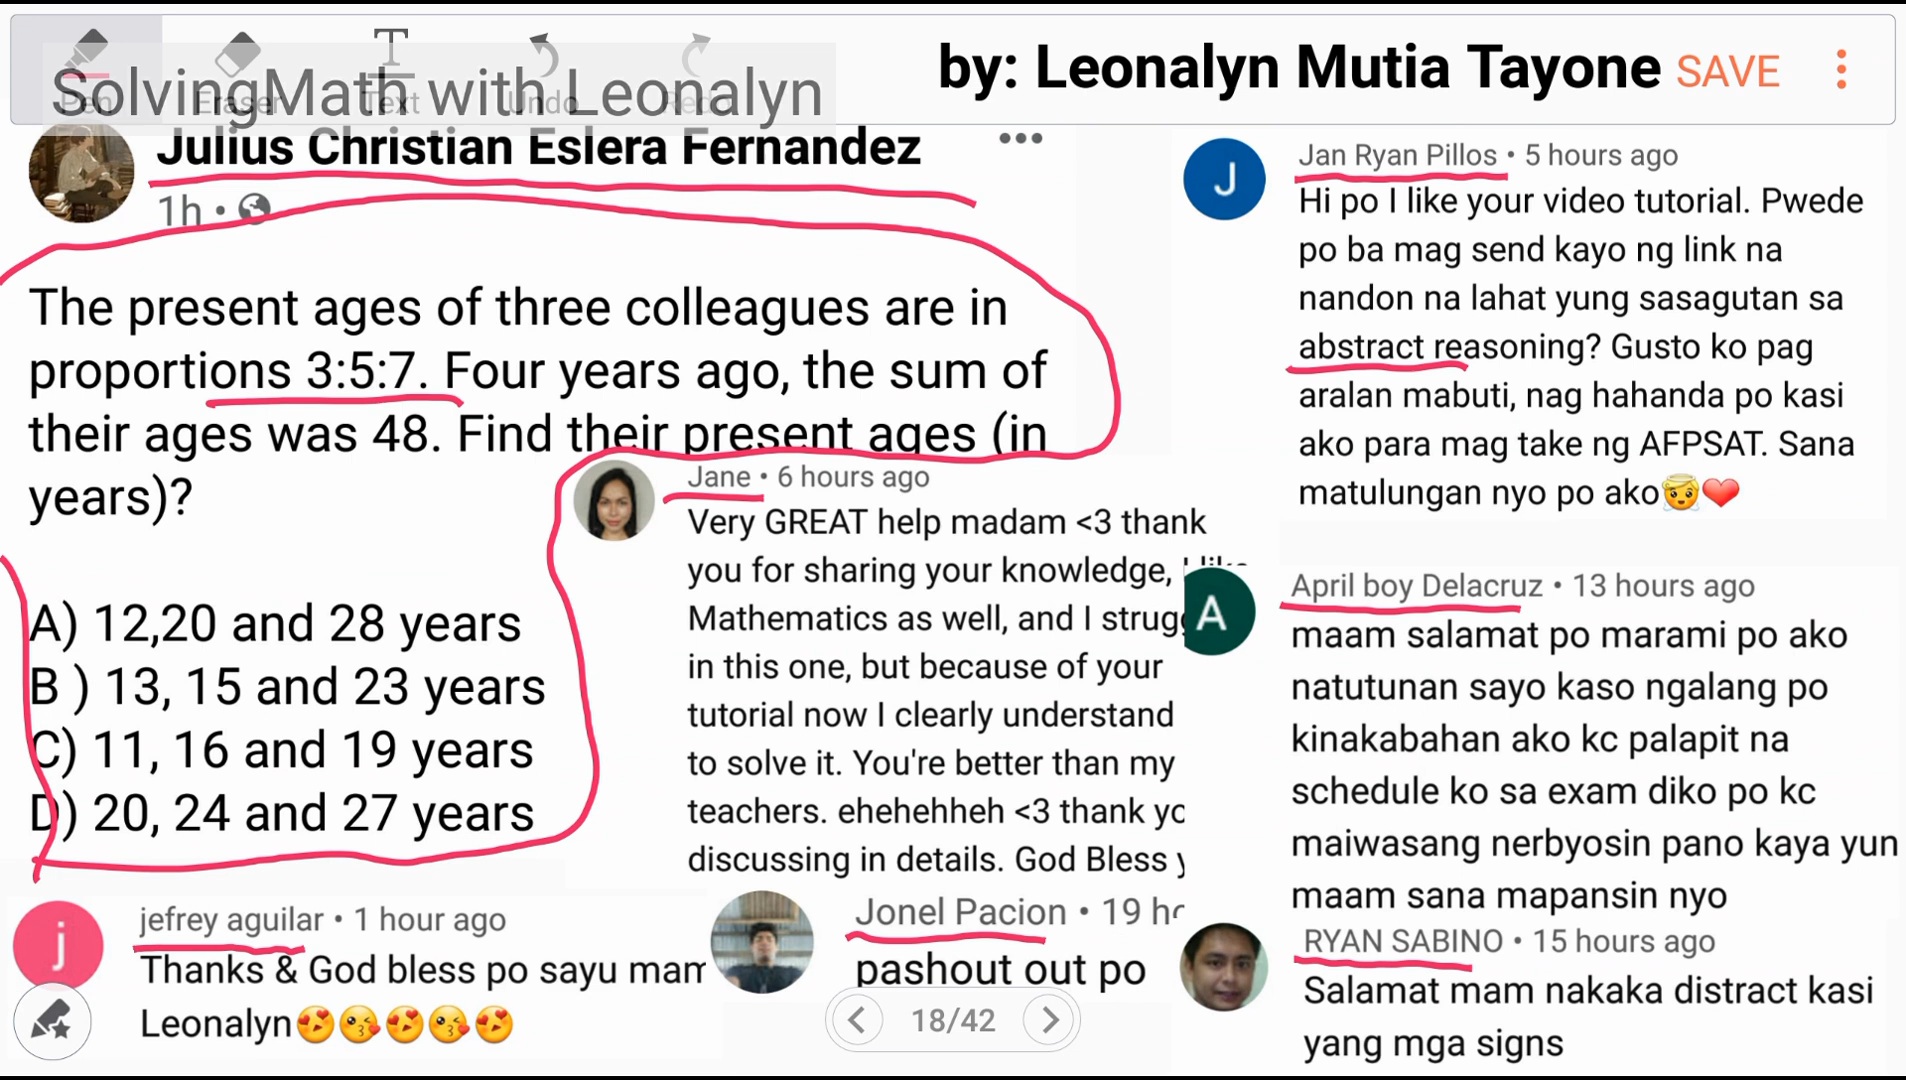 Pen Eraser Text Undo Redo
SolvingMath with Leonalyn
by: Leonalyn Mutia Tayone SAVE
Julius Christian Eslera Fernandez
1h •
The present ages of three colleagues are in
proportions 3:5:7. Four years ago, the sum of
their ages was 48. Find their present ages (in
years)?
A) 12,20 and 28 years
B ) 13, 15 and 23 years
C) 11, 16 and 19 years
D) 20, 24 and 27 years
j
jefrey aguilar • 1 hour ago
Thanks & God bless po sayu mam
Leonalyn😍😘😍😘😍
Jane • 6 hours ago
Very GREAT help madam <3 thank
you for sharing your knowledge, I like
Mathematics as well, and I strugg
in this one, but because of your
tutorial now I clearly understand
to solve it. You're better than my
teachers. ehehehheh <3 thank yo
discussing in details. God Bless y
Jonel Pacion • 19 ho
pashout out po
18/42
J
Jan Ryan Pillos • 5 hours ago
Hi po I like your video tutorial. Pwede
po ba mag send kayo ng link na
nandon na lahat yung sasagutan sa
abstract reasoning? Gusto ko pag
aralan mabuti, nag hahanda po kasi
ako para mag take ng AFPSAT. Sana
matulungan nyo po ako😇❤
A
April boy Delacruz • 13 hours ago
maam salamat po marami po ako
natutunan sayo kaso ngalang po
kinakabahan ako kc palapit na
schedule ko sa exam diko po kc
maiwasang nerbyosin pano kaya yun
maam sana mapansin nyo
RYAN SABINO • 15 hours ago
Salamat mam nakaka distract kasi
yang mga signs